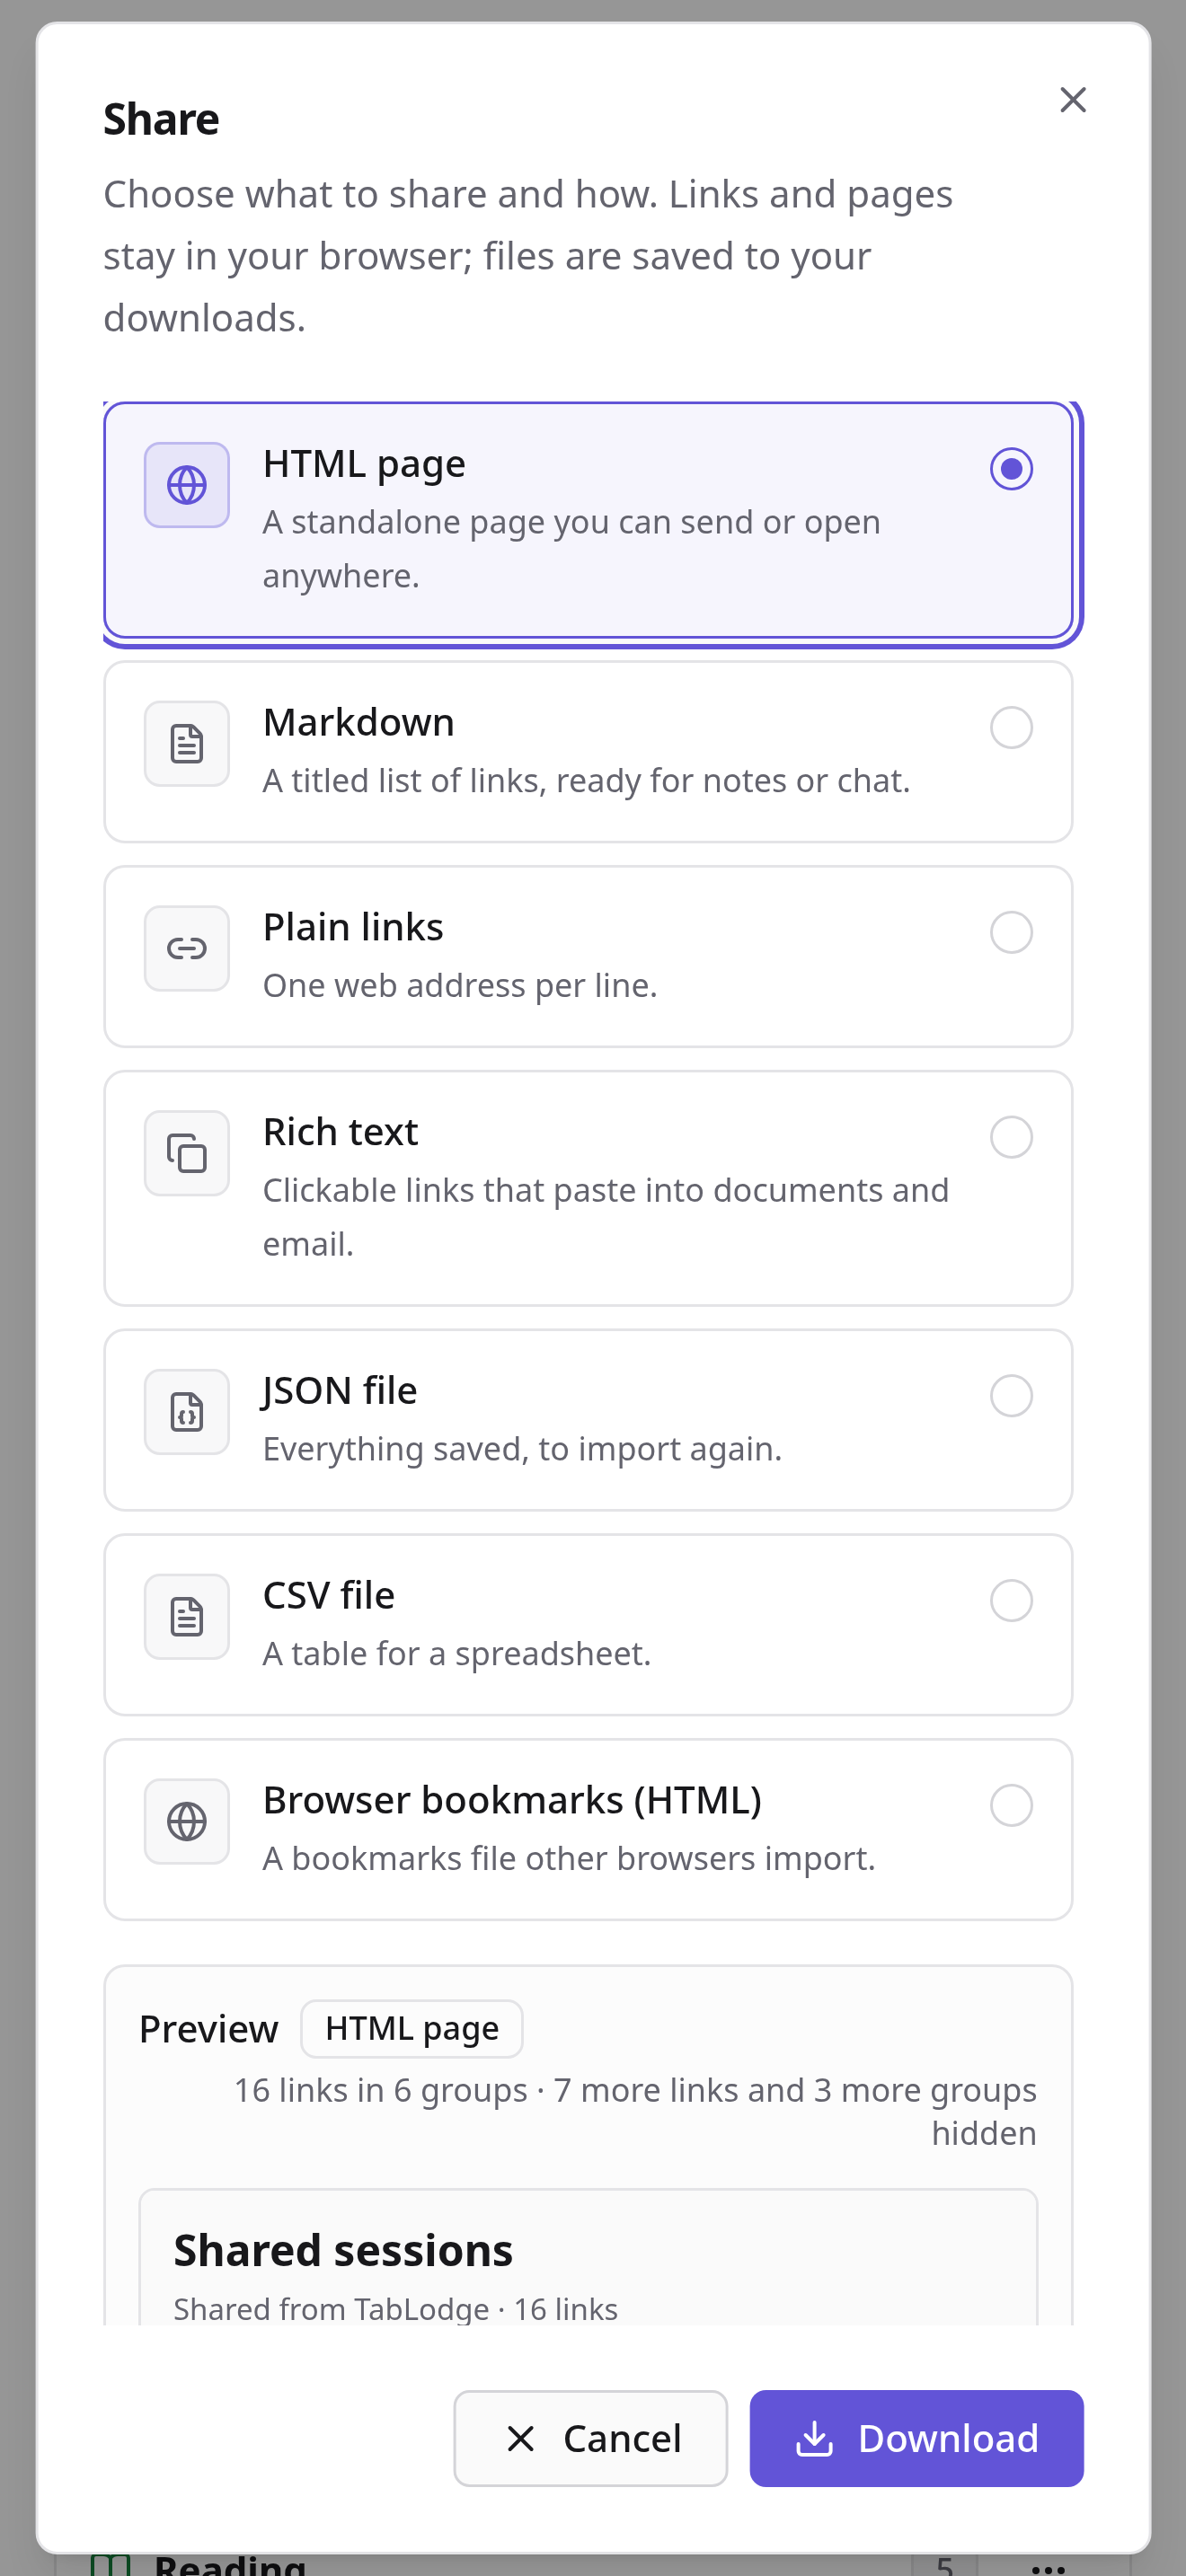 Share
Choose what to share and how. Links and pages
stay in your browser; files are saved to your
downloads.
HTML page
A standalone page you can send or open
anywhere.
Markdown
A titled list of links, ready for notes or chat.
Plain links
One web address per line.
Rich text
Clickable links that paste into documents and
email.
JSON file
Everything saved, to import again.
CSV file
A table for a spreadsheet.
Browser bookmarks (HTML)
A bookmarks file other browsers import.
Preview HTML page
16 links in 6 groups · 7 more links and 3 more groups
hidden
Shared sessions
Shared from TabLodge · 16 links
Cancel Download
Reading 5